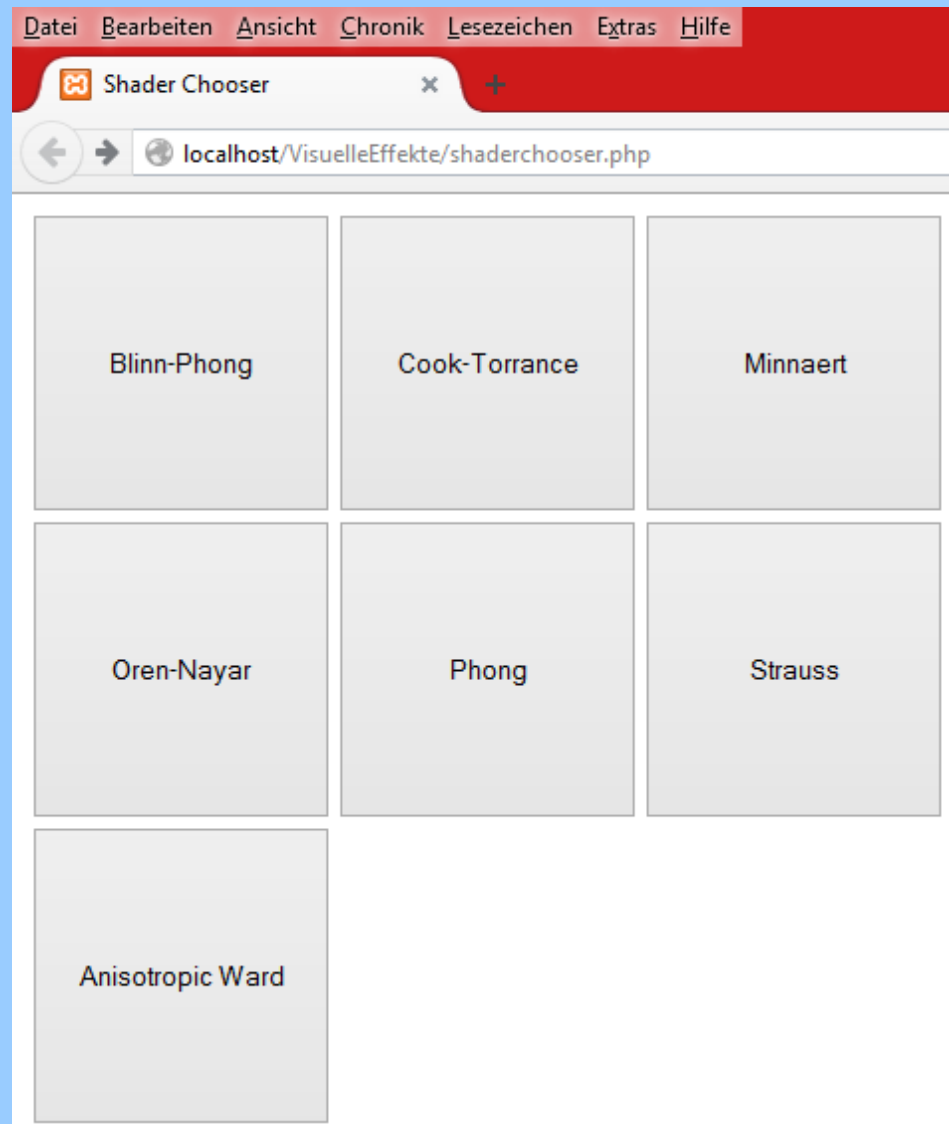 Datei Bearbeiten Ansicht Chronik Lesezeichen Extras Hilfe
Shader Chooser
localhost/VisuelleEffekte/shaderchooser.php
Blinn-Phong
Cook-Torrance
Minnaert
Oren-Nayar
Phong
Strauss
Anisotropic Ward